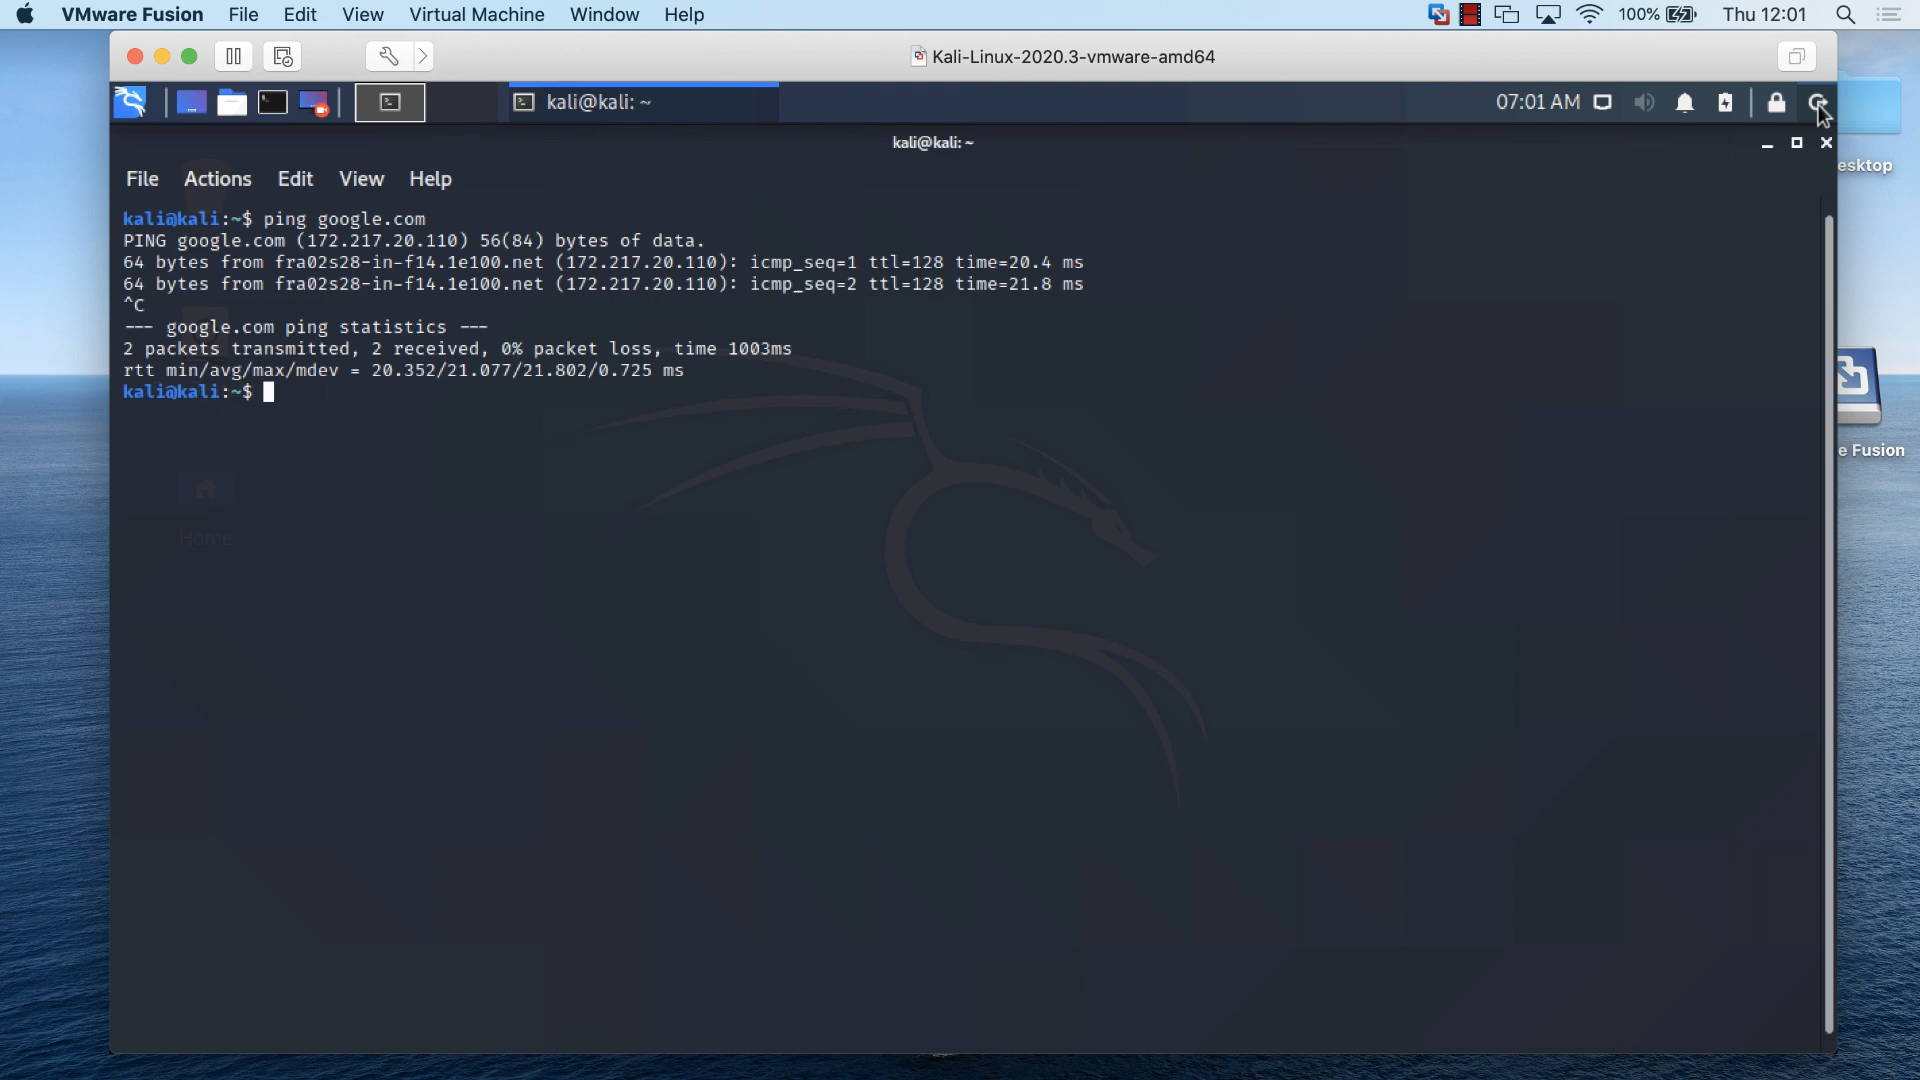 VMware Fusion File Edit View Virtual Machine Window Help 100% Thu 12:01
Kali-Linux-2020.3-vmware-amd64
kali@kali: ~ 07:01 AM
kali@kali: ~
File Actions Edit View Help
esktop
kali@kali:~$ ping google.com
PING google.com (172.217.20.110) 56(84) bytes of data.
64 bytes from fra02s28-in-f14.1e100.net (172.217.20.110): icmp_seq=1 ttl=128 time=20.4 ms
64 bytes from fra02s28-in-f14.1e100.net (172.217.20.110): icmp_seq=2 ttl=128 time=21.8 ms
^C
--- google.com ping statistics ---
2 packets transmitted, 2 received, 0% packet loss, time 1003ms
rtt min/avg/max/mdev = 20.352/21.077/21.802/0.725 ms
kali@kali:~$
e Fusion
Home